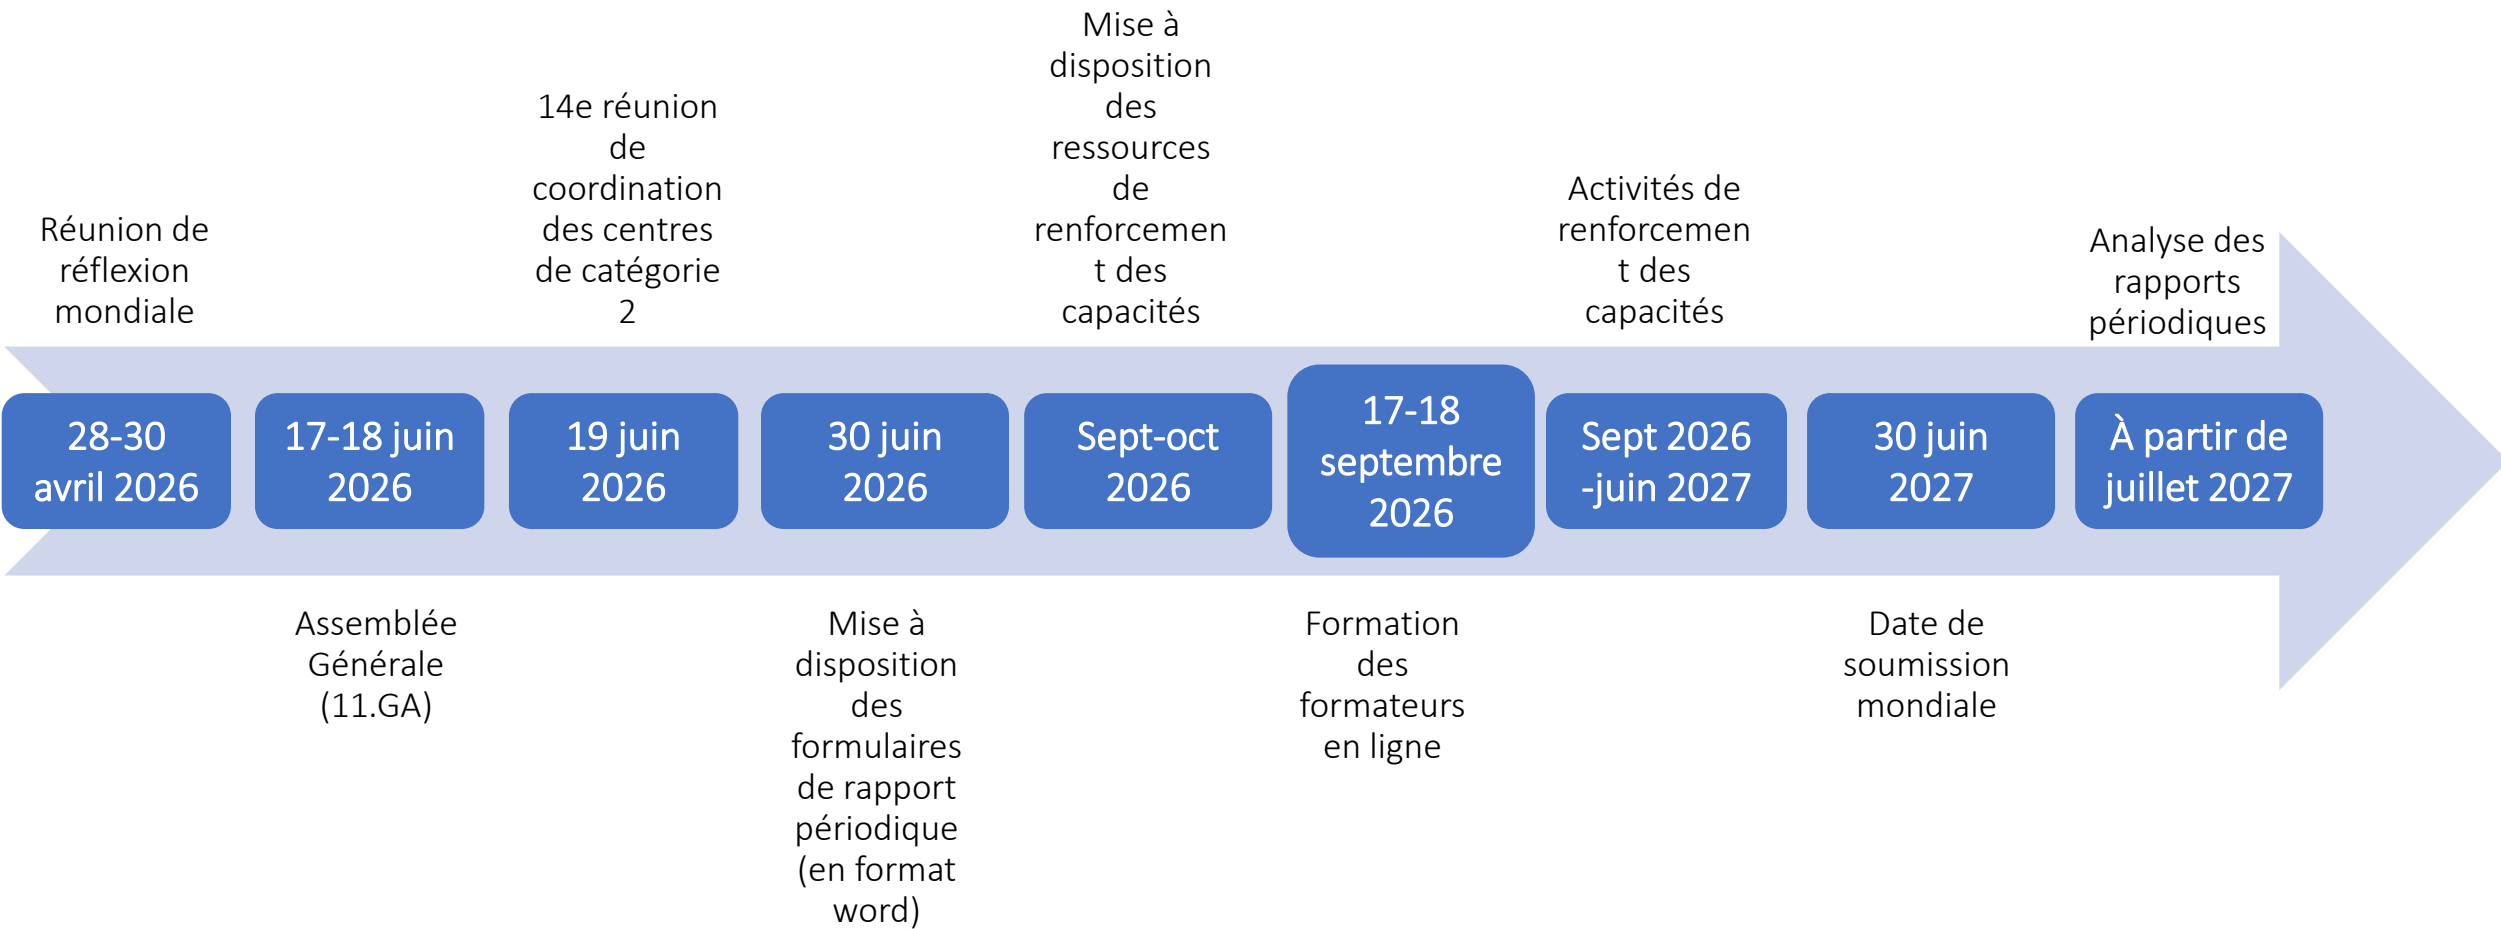 Réunion de
réflexion
mondiale
28-30
avril 2026
17-18 juin
2026
Assemblée
Générale
(11.GA)
14e réunion
de
coordination
des centres
de catégorie
2
19 juin
2026
30 juin
2026
Mise à
disposition
des
formulaires
de rapport
périodique
(en format
word)
Mise à
disposition
des
ressources
de
renforcemen
t des
capacités
Sept-oct
2026
17-18
septembre
2026
Formation
des
formateurs
en ligne
Activités de
renforcemen
t des
capacités
Sept 2026
-juin 2027
30 juin
2027
Date de
soumission
mondiale
Analyse des
rapports
périodiques
À partir de
juillet 2027